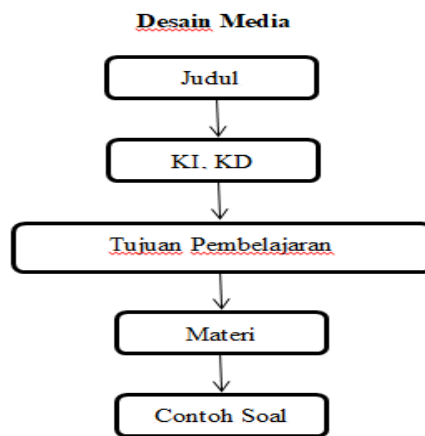 Desain Media
Judul
KI. KD
Tujuan Pembelajaran
Materi
Contoh Soal